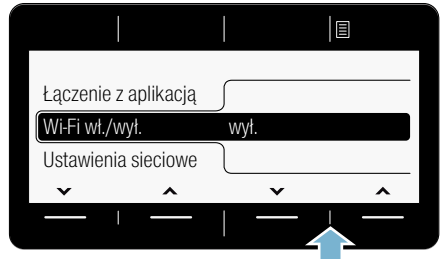 Łączenie z aplikacją
Wi-Fi wł./wył. wył.
Ustawienia sieciowe